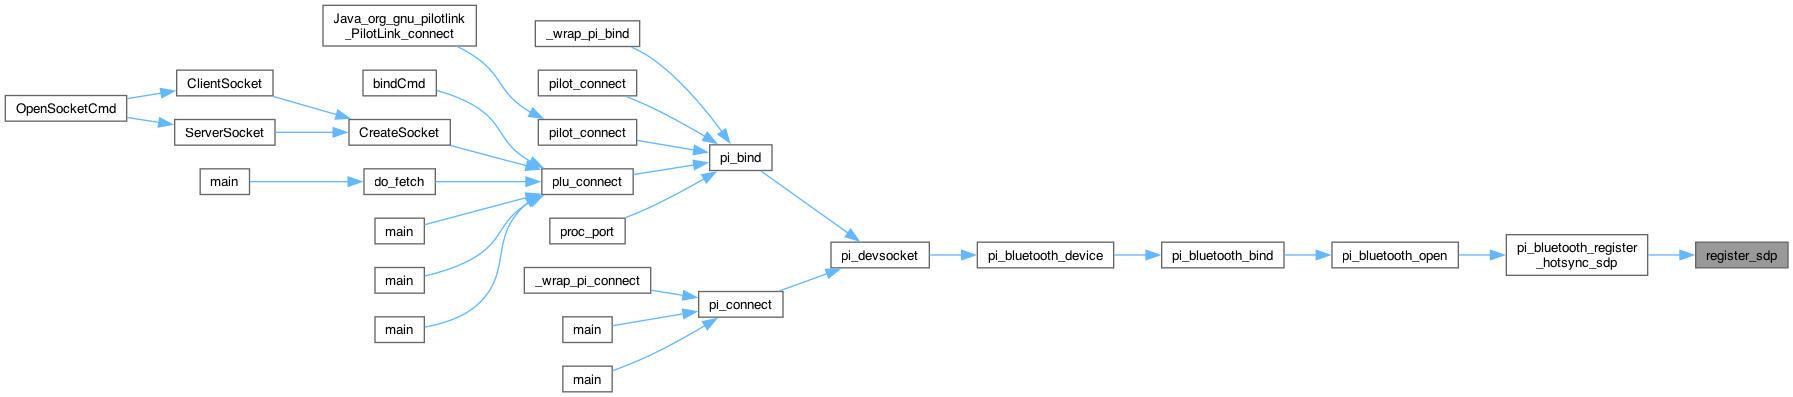 Java_org_gnu_pilotlink
_PilotLink_connect
_wrap_pi_bind
ClientSocket
bindCmd
pilot_connect
OpenSocketCmd
ServerSocket
CreateSocket
pilot_connect
pi_bind
main
do_fetch
plu_connect
main
proc_port
pi_devsocket
pi_bluetooth_device
pi_bluetooth_bind
pi_bluetooth_open
pi_bluetooth_register
_hotsync_sdp
register_sdp
main
_wrap_pi_connect
pi_connect
main
main
main